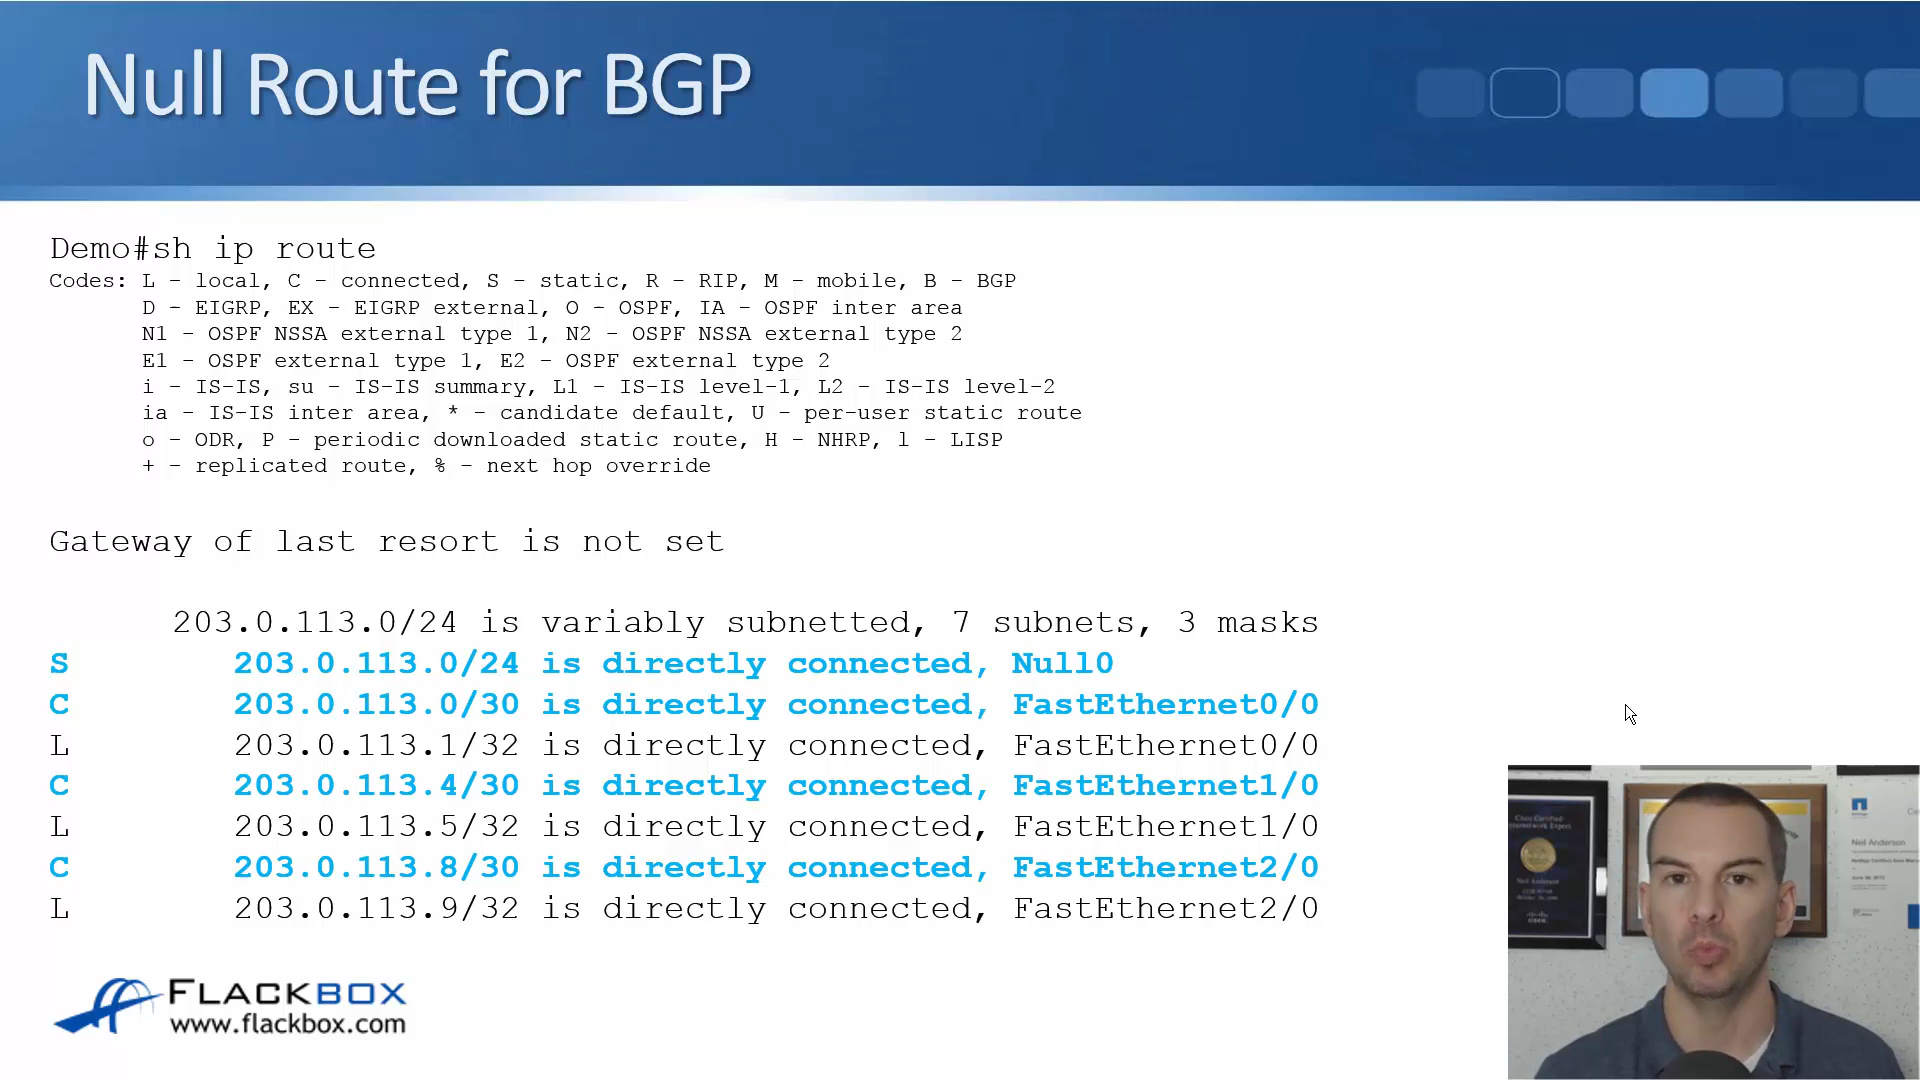 Null Route for BGP
Demo#sh ip route
Codes: L - local, C - connected, S - static, R - RIP, M - mobile, B - BGP
D - EIGRP, EX - EIGRP external, O - OSPF, IA - OSPF inter area
N1 - OSPF NSSA external type 1, N2 - OSPF NSSA external type 2
E1 - OSPF external type 1, E2 - OSPF external type 2
i - IS-IS, su - IS-IS summary, L1 - IS-IS level-1, L2 - IS-IS level-2
ia - IS-IS inter area, * - candidate default, U - per-user static route
o - ODR, P - periodic downloaded static route, H - NHRP, l - LISP
+ - replicated route, % - next hop override
Gateway of last resort is not set
203.0.113.0/24 is variably subnetted, 7 subnets, 3 masks
S 203.0.113.0/24 is directly connected, Null0
C 203.0.113.0/30 is directly connected, FastEthernet0/0
L 203.0.113.1/32 is directly connected, FastEthernet0/0
C 203.0.113.4/30 is directly connected, FastEthernet1/0
L 203.0.113.5/32 is directly connected, FastEthernet1/0
C 203.0.113.8/30 is directly connected, FastEthernet2/0
L 203.0.113.9/32 is directly connected, FastEthernet2/0
FLACKBOX
www.flackbox.com
Neil Anderson